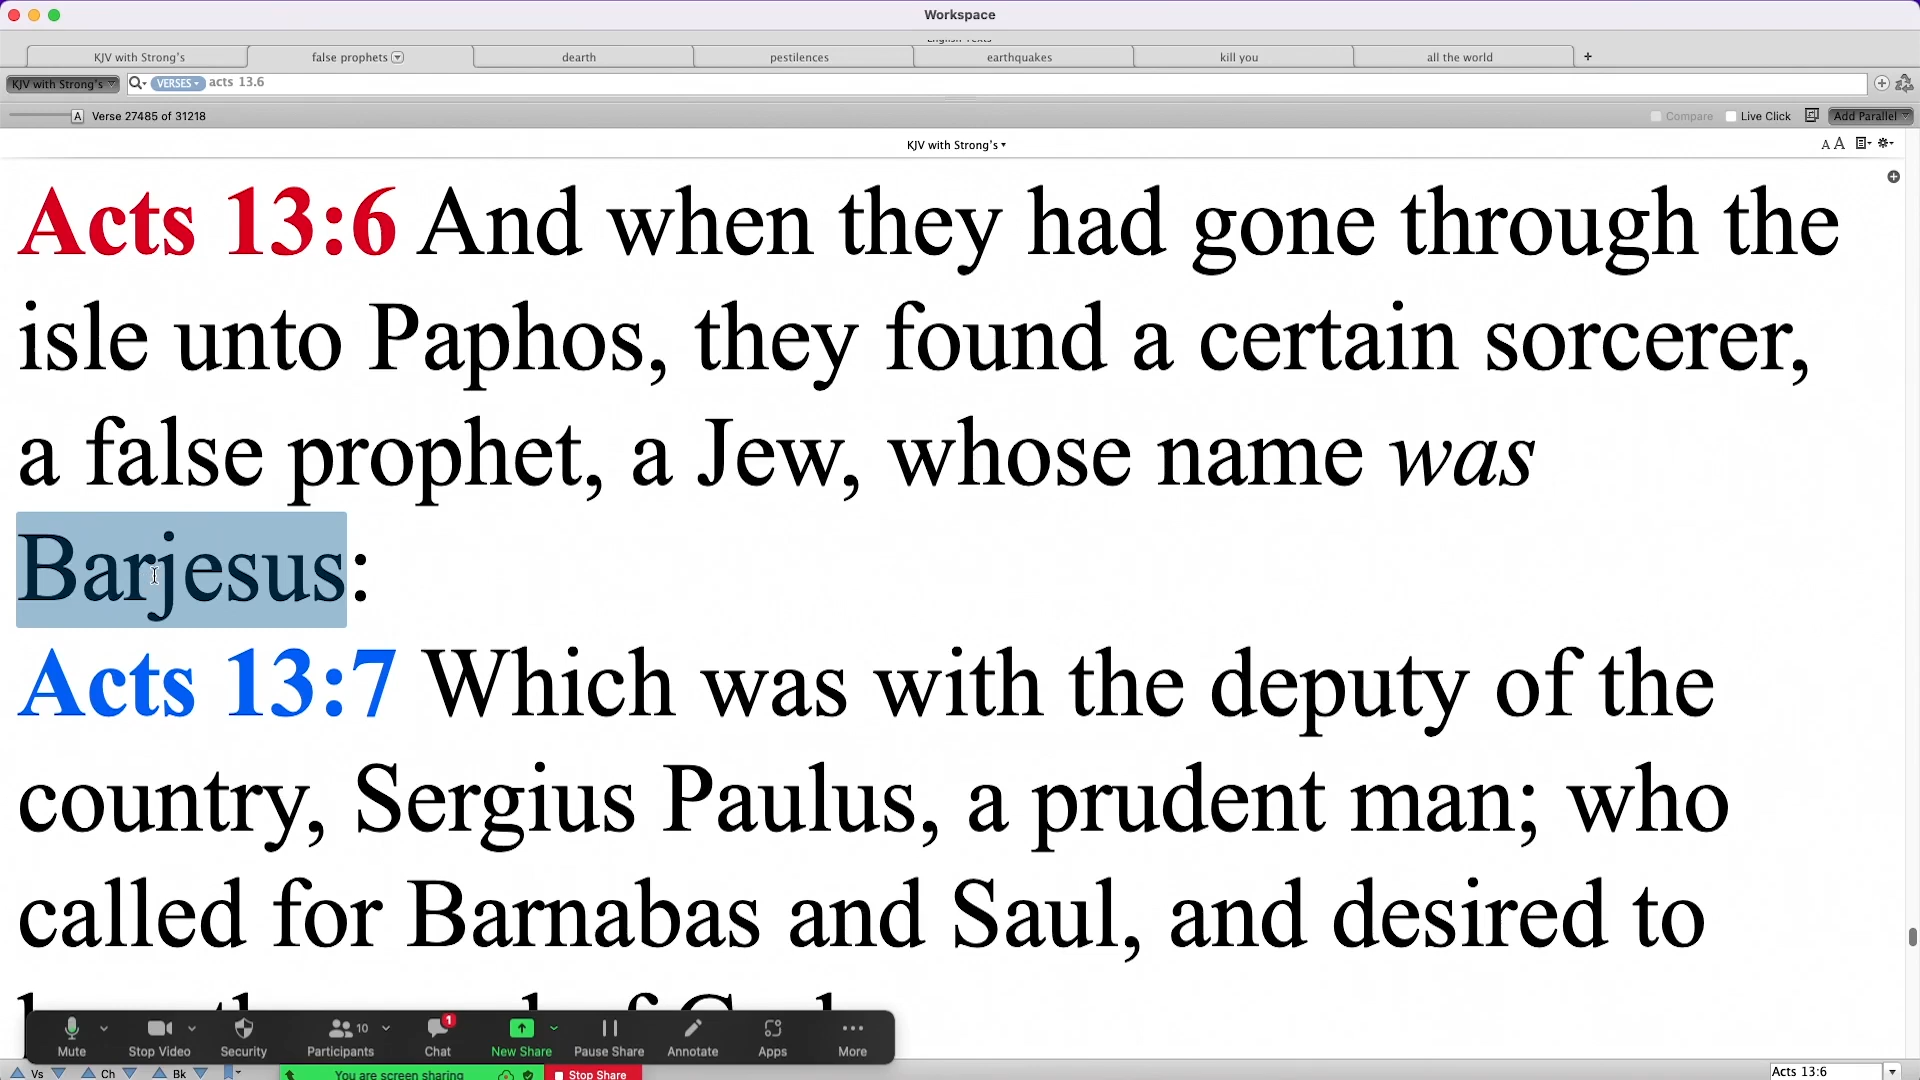 Workspace
KJV with Strong's
false prophets
dearth
pestilences
earthquakes
kill you
all the world
+
KJV with Strong's
VERSES
acts 13.6
A
Verse 27485 of 31218
Compare
Live Click
Add Parallel
KJV with Strong's
A A
Acts 13:6 And when they had gone through the
isle unto Paphos, they found a certain sorcerer,
a false prophet, a Jew, whose name was
Barjesus:
Acts 13:7 Which was with the deputy of the
country, Sergius Paulus, a prudent man; who
called for Barnabas and Saul, and desired to
Mute
Stop Video
Security
10
Participants
1
Chat
New Share
Pause Share
Annotate
Apps
More
Vs
Ch
Bk
You are screen sharing
Stop Share
Acts 13:6